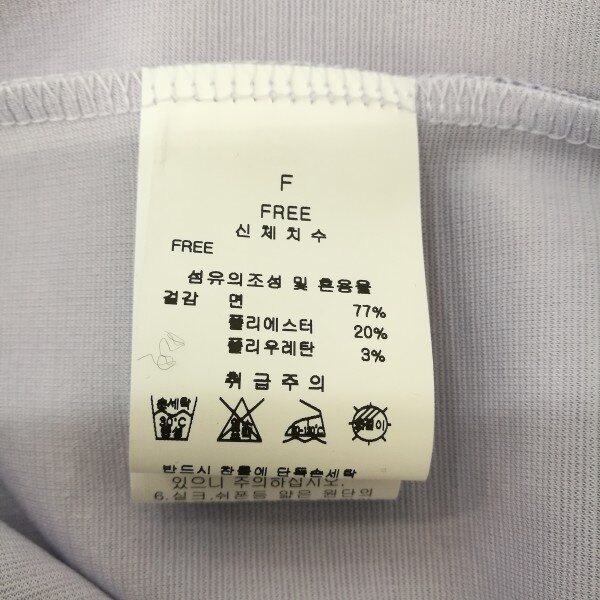 F
FREE
신체치수
FREE
섬유의조성 및 혼용율
겉감 면 77%
폴리에스터 20%
폴리우레탄 3%
취급주의
손세탁 30°C 중성
반드시 찬물에 단독손세탁
있으니 주의하십시오.
6.실크,쉬폰등 얇은 원단의